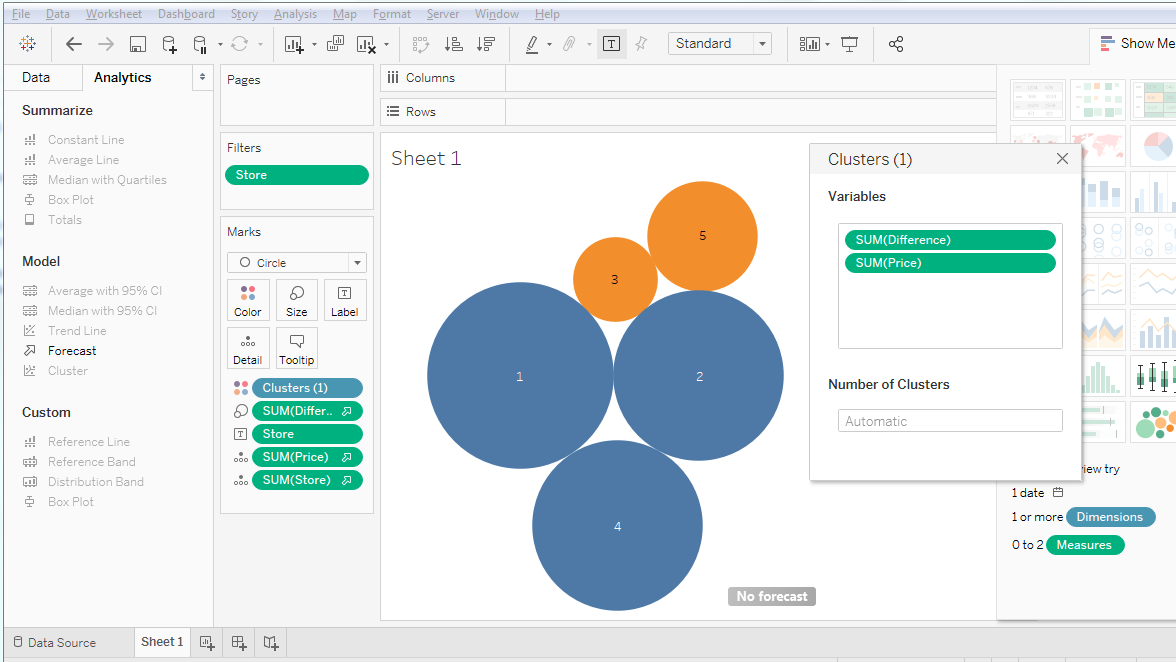 File Data Worksheet Dashboard Story Analysis Map Format Server Window Help
Standard
Show Me
Data Analytics
Summarize
Constant Line
Average Line
Median with Quartiles
Box Plot
Totals
Model
Average with 95% CI
Median with 95% CI
Trend Line
Forecast
Cluster
Custom
Reference Line
Reference Band
Distribution Band
Box Plot
Pages
Filters
Store
Marks
Circle
Color Size Label
Detail Tooltip
Clusters (1)
SUM(Differ..
Store
SUM(Price)
SUM(Store)
Columns
Rows
Sheet 1
5
3
1
2
4
No forecast
Clusters (1)
Variables
SUM(Difference)
SUM(Price)
Number of Clusters
Automatic
view try
1 date
1 or more Dimensions
0 to 2 Measures
Data Source Sheet 1